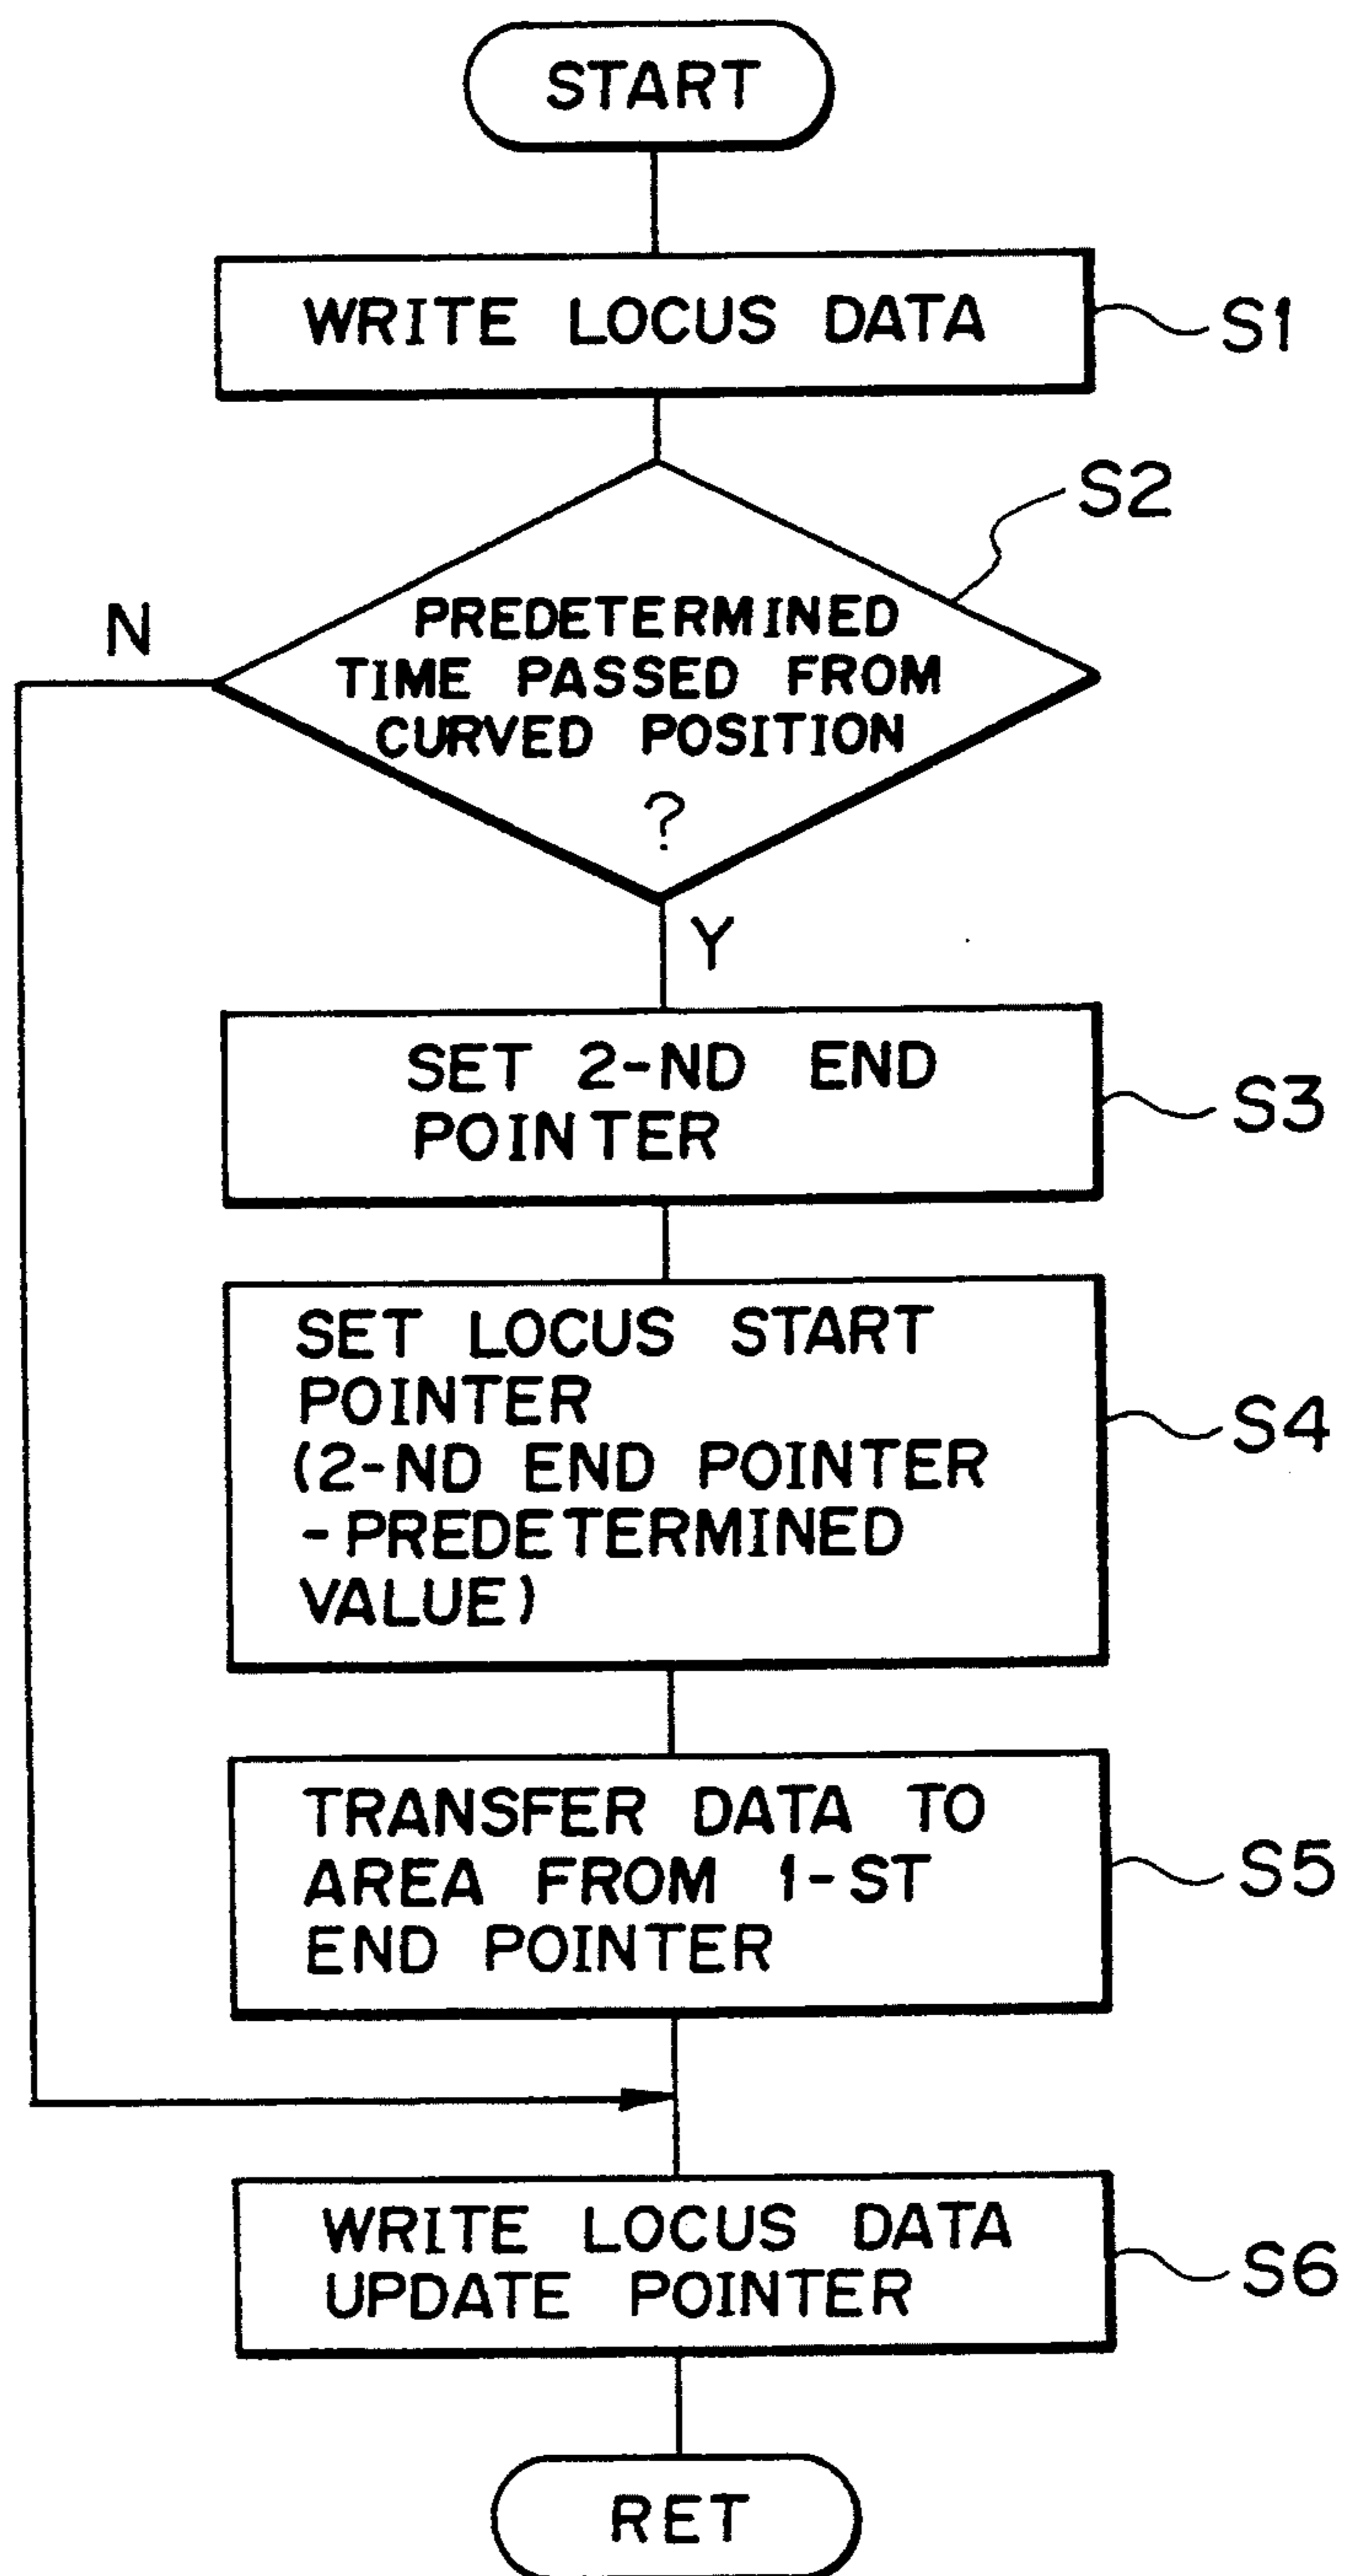 START
WRITE LOCUS DATA
S1
S2
N
PREDETERMINED
TIME PASSED FROM
CURVED POSITION
?
Y
SET 2-ND END
POINTER
S3
SET LOCUS START
POINTER
(2-ND END POINTER
-PREDETERMINED
VALUE)
S4
TRANSFER DATA TO
AREA FROM 1-ST
END POINTER
S5
WRITE LOCUS DATA
UPDATE POINTER
S6
RET